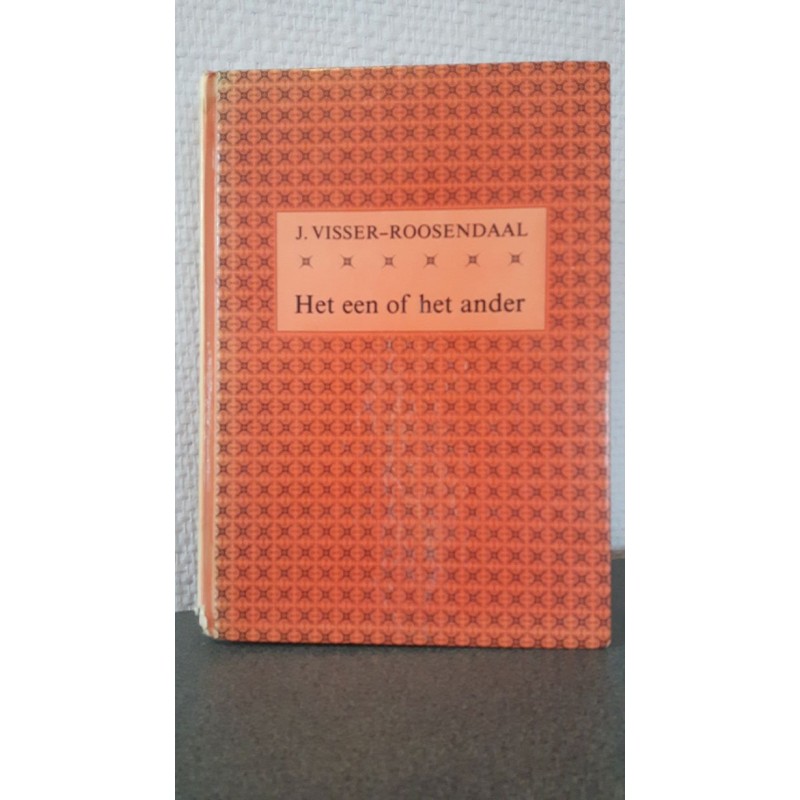 J. VISSER-ROOSENDAAL
Het een of het ander